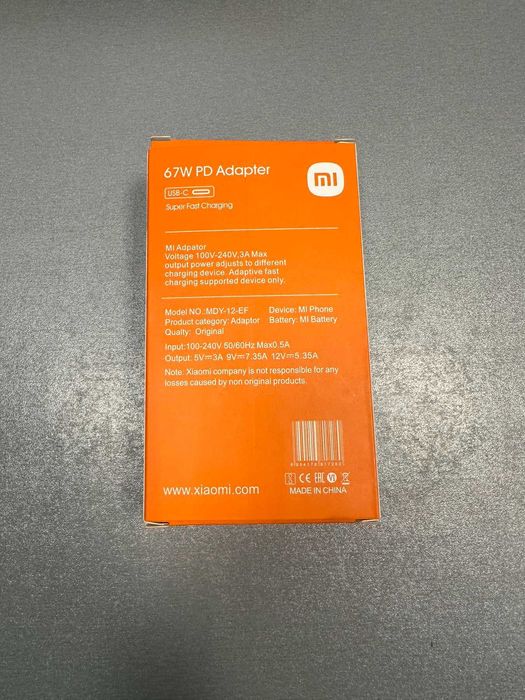 67W PD Adapter
USB-C
Super Fast Charging
mi
MI Adpator
Voltage 100V-240V,3A Max
output power adjusts to different
charging device. Adaptive fast
charging supported device only.
Model NO.:MDY-12-EF Device: MI Phone
Product category: Adaptor Battery: MI Battery
Qualty: Original
Input:100-240V 50/60Hz Max0.5A
Output: 5V⎓3A 9V⎓7.35A 12V⎓5.35A
Note. Xiaomi company is not responsible for any
losses caused by non original products.
www.xiaomi.com
CE EAC VI
MADE IN CHINA